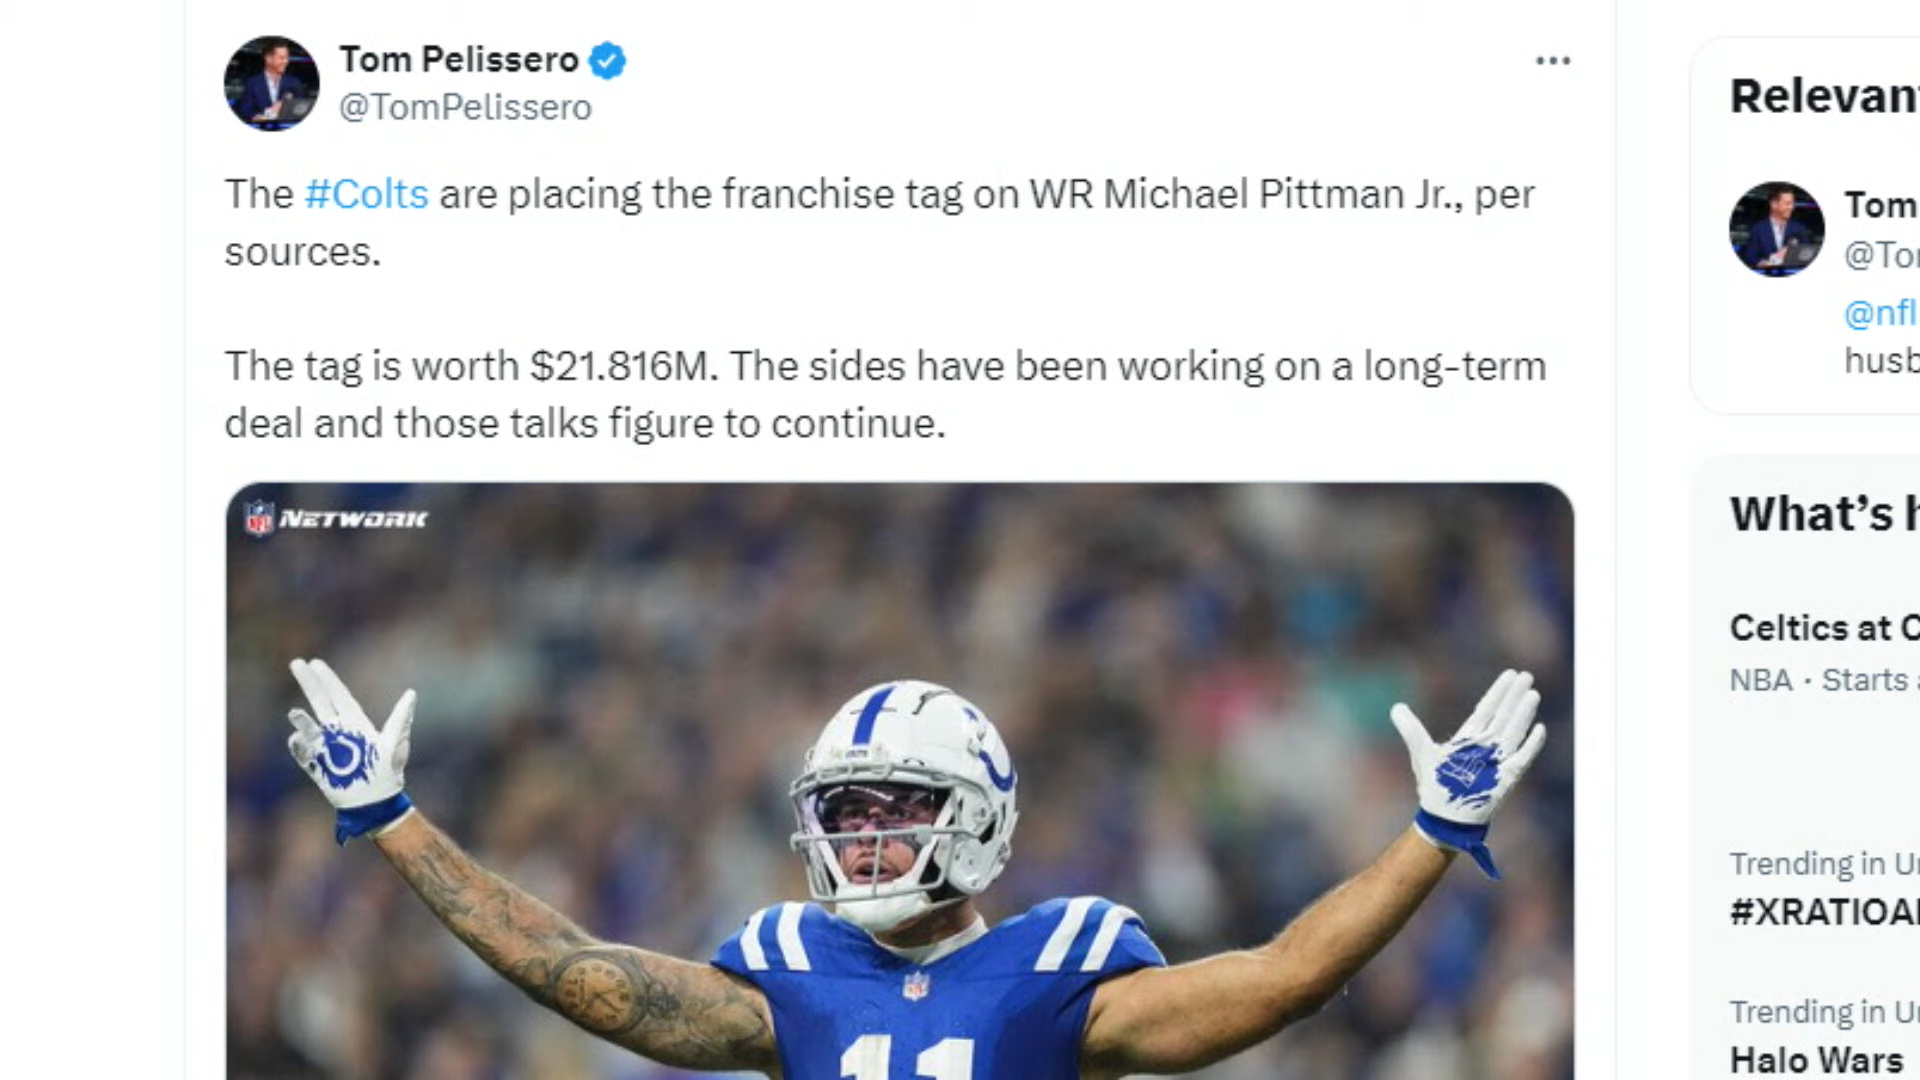 Tom Pelissero
@TomPelissero
The #Colts are placing the franchise tag on WR Michael Pittman Jr., per
sources.
The tag is worth $21.816M. The sides have been working on a long-term
deal and those talks figure to continue.
NFL NETWORK
11
Relevan
Tom
@To
@nfl
husb
What's h
Celtics at C
NBA · Starts
Trending in U
#XRATIOA
Trending in U
Halo Wars